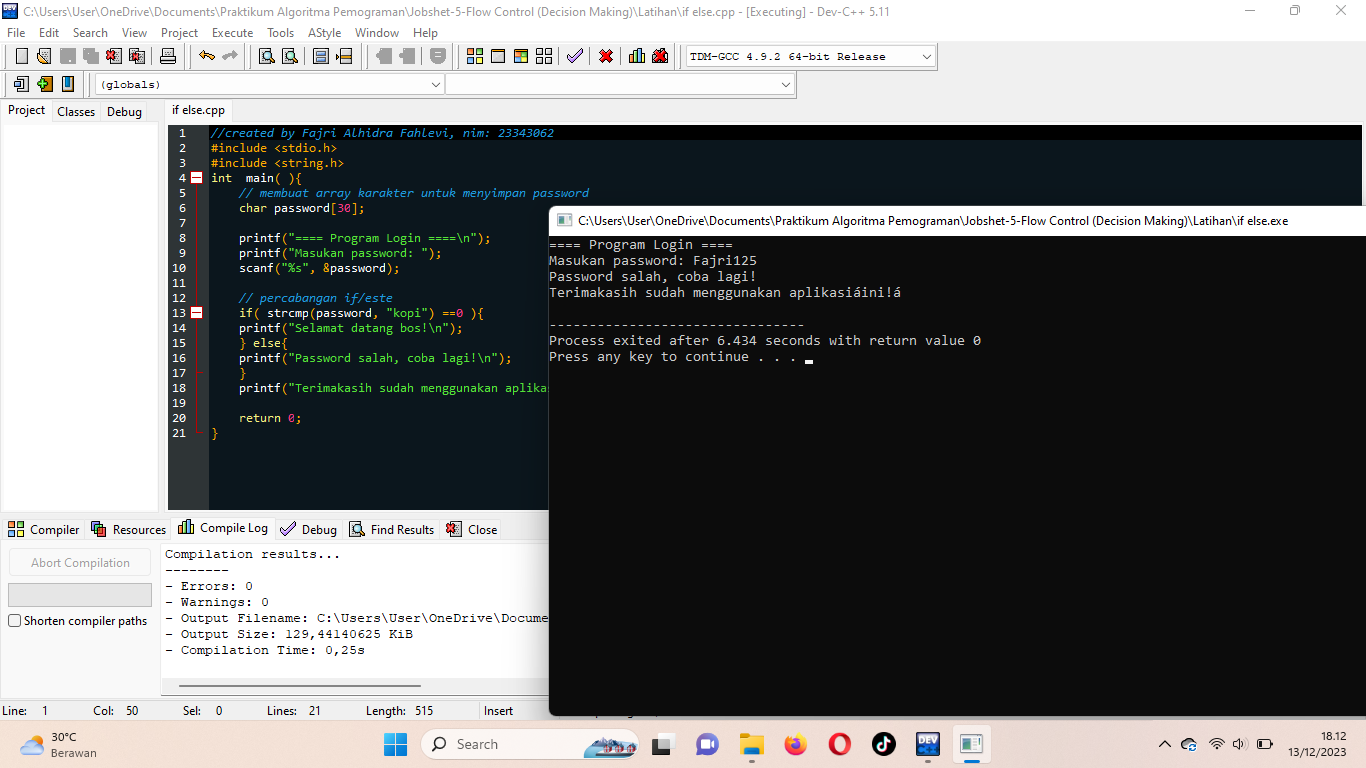 C:\Users\User\OneDrive\Documents\Praktikum Algoritma Pemograman\Jobshet-5-Flow Control (Decision Making)\Latihan\if else.cpp - [Executing] - Dev-C++ 5.11
File Edit Search View Project Execute Tools AStyle Window Help
TDM-GCC 4.9.2 64-bit Release
(globals)
Project Classes Debug if else.cpp
1 //created by Fajri Alhidra Fahlevi, nim: 23343062
2 #include <stdio.h>
3 #include <string.h>
4 int  main( ){
5 // membuat array karakter untuk menyimpan password
6 char password[30];
7
8 printf("==== Program Login ====\n");
9 printf("Masukan password: ");
10 scanf("%s", &password);
11
12 // percabangan if/este
13 if( strcmp(password, "kopi") ==0 ){
14 printf("Selamat datang bos!\n");
15 } else{
16 printf("Password salah, coba lagi!\n");
17 }
18 printf("Terimakasih sudah menggunakan aplikas
19
20 return 0;
21 }
C:\Users\User\OneDrive\Documents\Praktikum Algoritma Pemograman\Jobshet-5-Flow Control (Decision Making)\Latihan\if else.exe
==== Program Login ====
Masukan password: Fajri125
Password salah, coba lagi!
Terimakasih sudah menggunakan aplikasiáini!á
--------------------------------
Process exited after 6.434 seconds with return value 0
Press any key to continue . . .
Compiler Resources Compile Log Debug Find Results Close
Abort Compilation
Shorten compiler paths
Compilation results...
--------
- Errors: 0
- Warnings: 0
- Output Filename: C:\Users\User\OneDrive\Docume
- Output Size: 129,44140625 KiB
- Compilation Time: 0,25s
Line: 1 Col: 50 Sel: 0 Lines: 21 Length: 515 Insert
30°C
Berawan
Search
DEV
DEV
18.12
13/12/2023